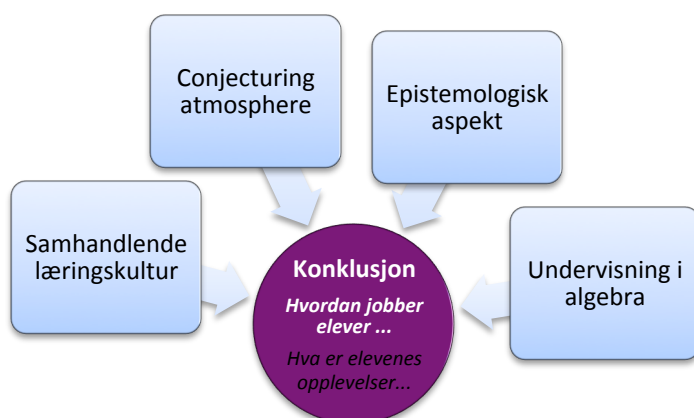 Conjecturing
atmosphere
Epistemologisk
aspekt
Samhandlende
læringskultur
Konklusjon
Hvordan jobber
elever ...
Hva er elevenes
opplevelser...
Undervisning i
algebra